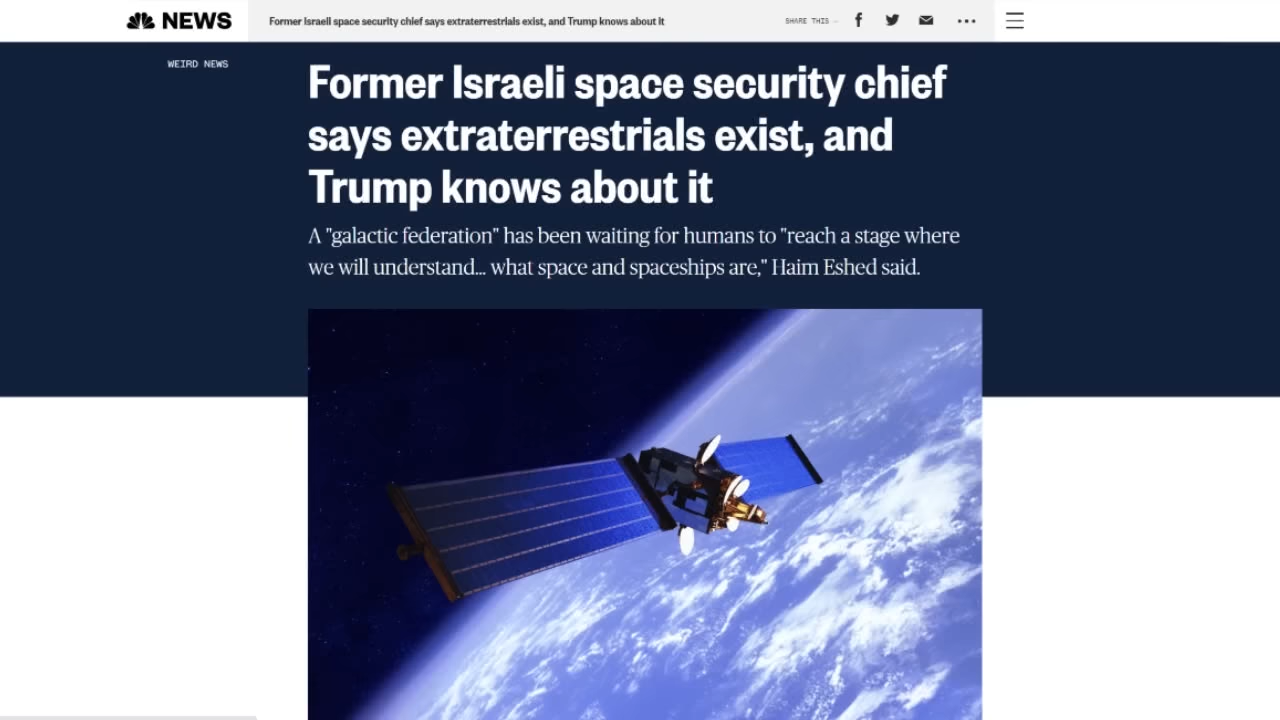 NEWS
Former Israeli space security chief says extraterrestrials exist, and Trump knows about it
SHARE THIS —
WEIRD NEWS
Former Israeli space security chief
says extraterrestrials exist, and
Trump knows about it
A "galactic federation" has been waiting for humans to "reach a stage where
we will understand... what space and spaceships are," Haim Eshed said.